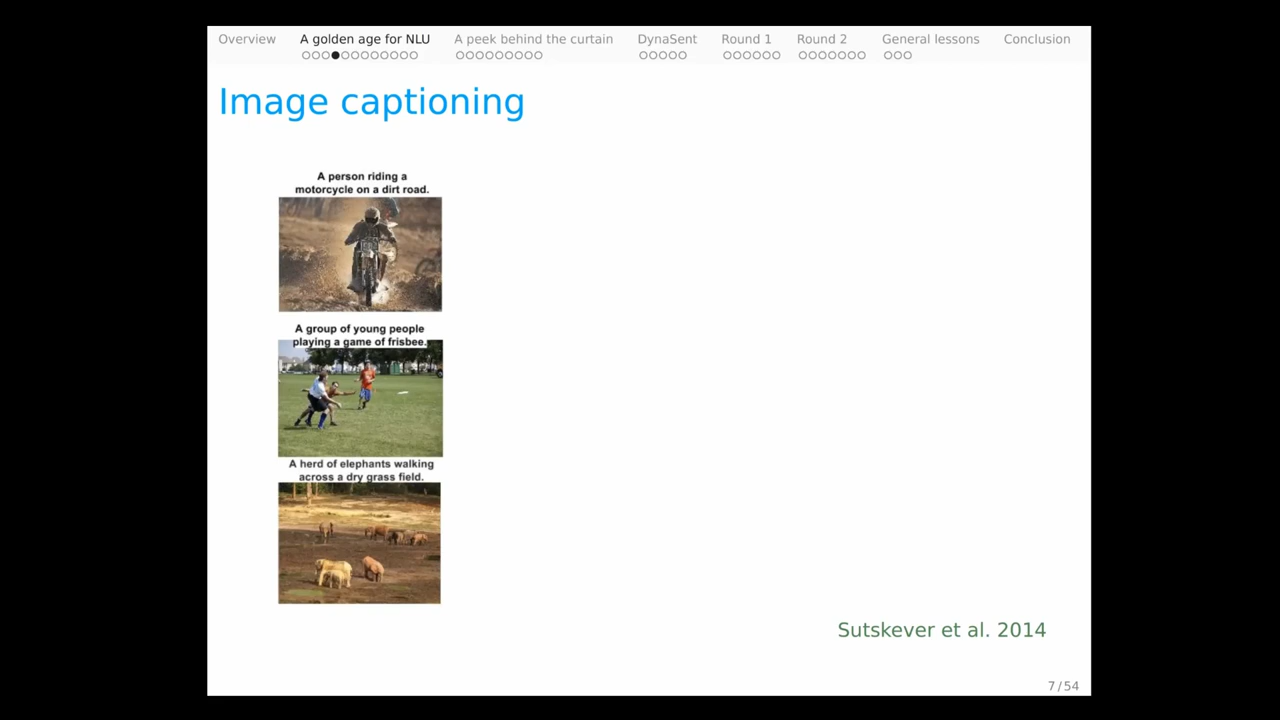 Overview
A golden age for NLU
A peek behind the curtain
DynaSent
Round 1
Round 2
General lessons
Conclusion
Image captioning
A person riding a
motorcycle on a dirt road.
A group of young people
playing a game of frisbee.
A herd of elephants walking
across a dry grass field.
Sutskever et al. 2014
7 / 54